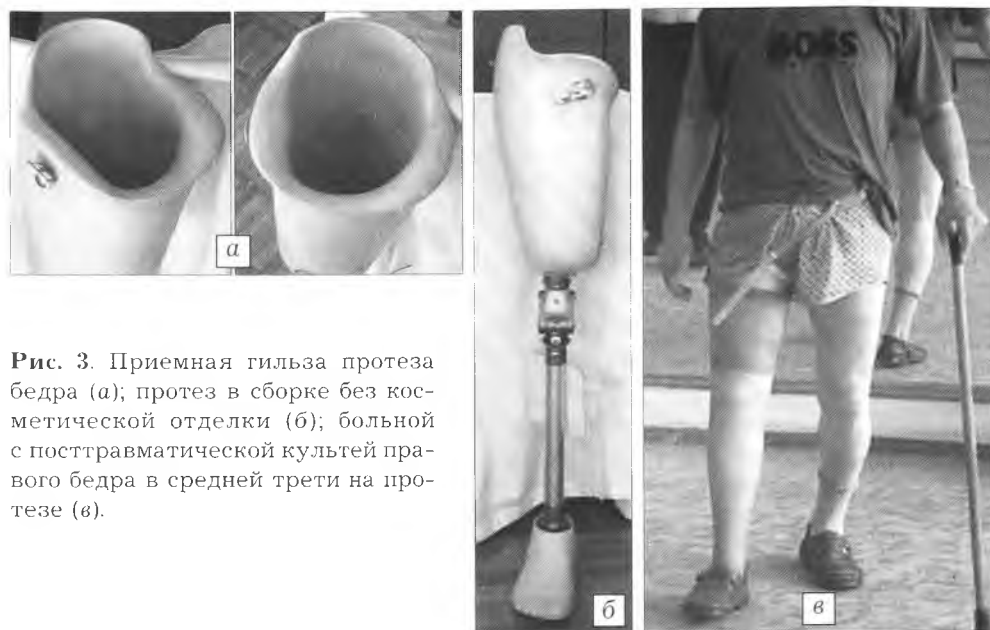 BOSS
а
Рис. 3. Приемная гильза протеза
бедра (а); протез в сборке без кос-
метической отделки (б); больной
с посттравматической культей пра-
вого бедра в средней трети на про-
тезе (в).
б
в